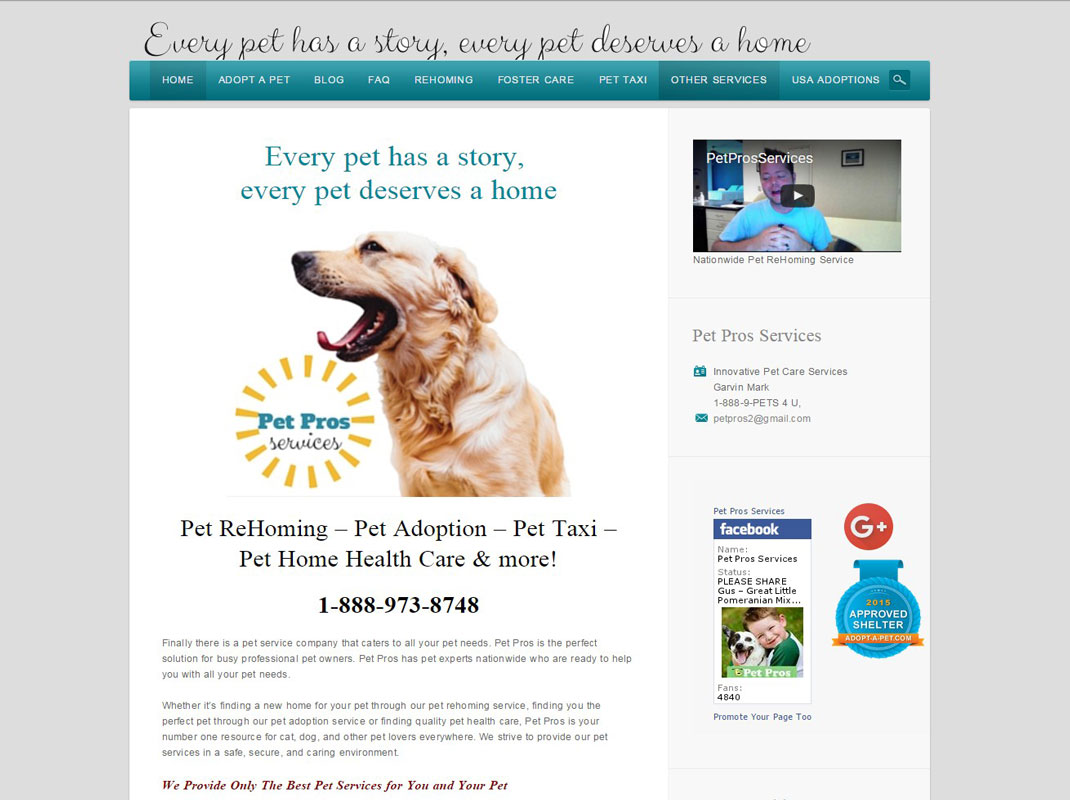 Every pet has a story, every pet deserves a home
HOME ADOPT A PET BLOG FAQ REHOMING FOSTER CARE PET TAXI OTHER SERVICES USA ADOPTIONS
Every pet has a story,
every pet deserves a home
Pet Pros
services
Pet ReHoming – Pet Adoption – Pet Taxi –
Pet Home Health Care & more!
1-888-973-8748
Finally there is a pet service company that caters to all your pet needs. Pet Pros is the perfect
solution for busy professional pet owners. Pet Pros has pet experts nationwide who are ready to help
you with all your pet needs.
Whether it's finding a new home for your pet through our pet rehoming service, finding you the
perfect pet through our pet adoption service or finding quality pet health care, Pet Pros is your
number one resource for cat, dog, and other pet lovers everywhere. We strive to provide our pet
services in a safe, secure, and caring environment.
We Provide Only The Best Pet Services for You and Your Pet
PetProsServices
Nationwide Pet ReHoming Service
Pet Pros Services
Innovative Pet Care Services
Garvin Mark
1-888-9-PETS 4 U,
petpros2@gmail.com
Pet Pros Services
facebook
Name:
Pet Pros Services
Status:
PLEASE SHARE
Gus – Great Little
Pomeranian Mix...
Pet Pros
Fans:
4840
Promote Your Page Too
G+
2015
APPROVED
SHELTER
ADOPT-A-PET.COM